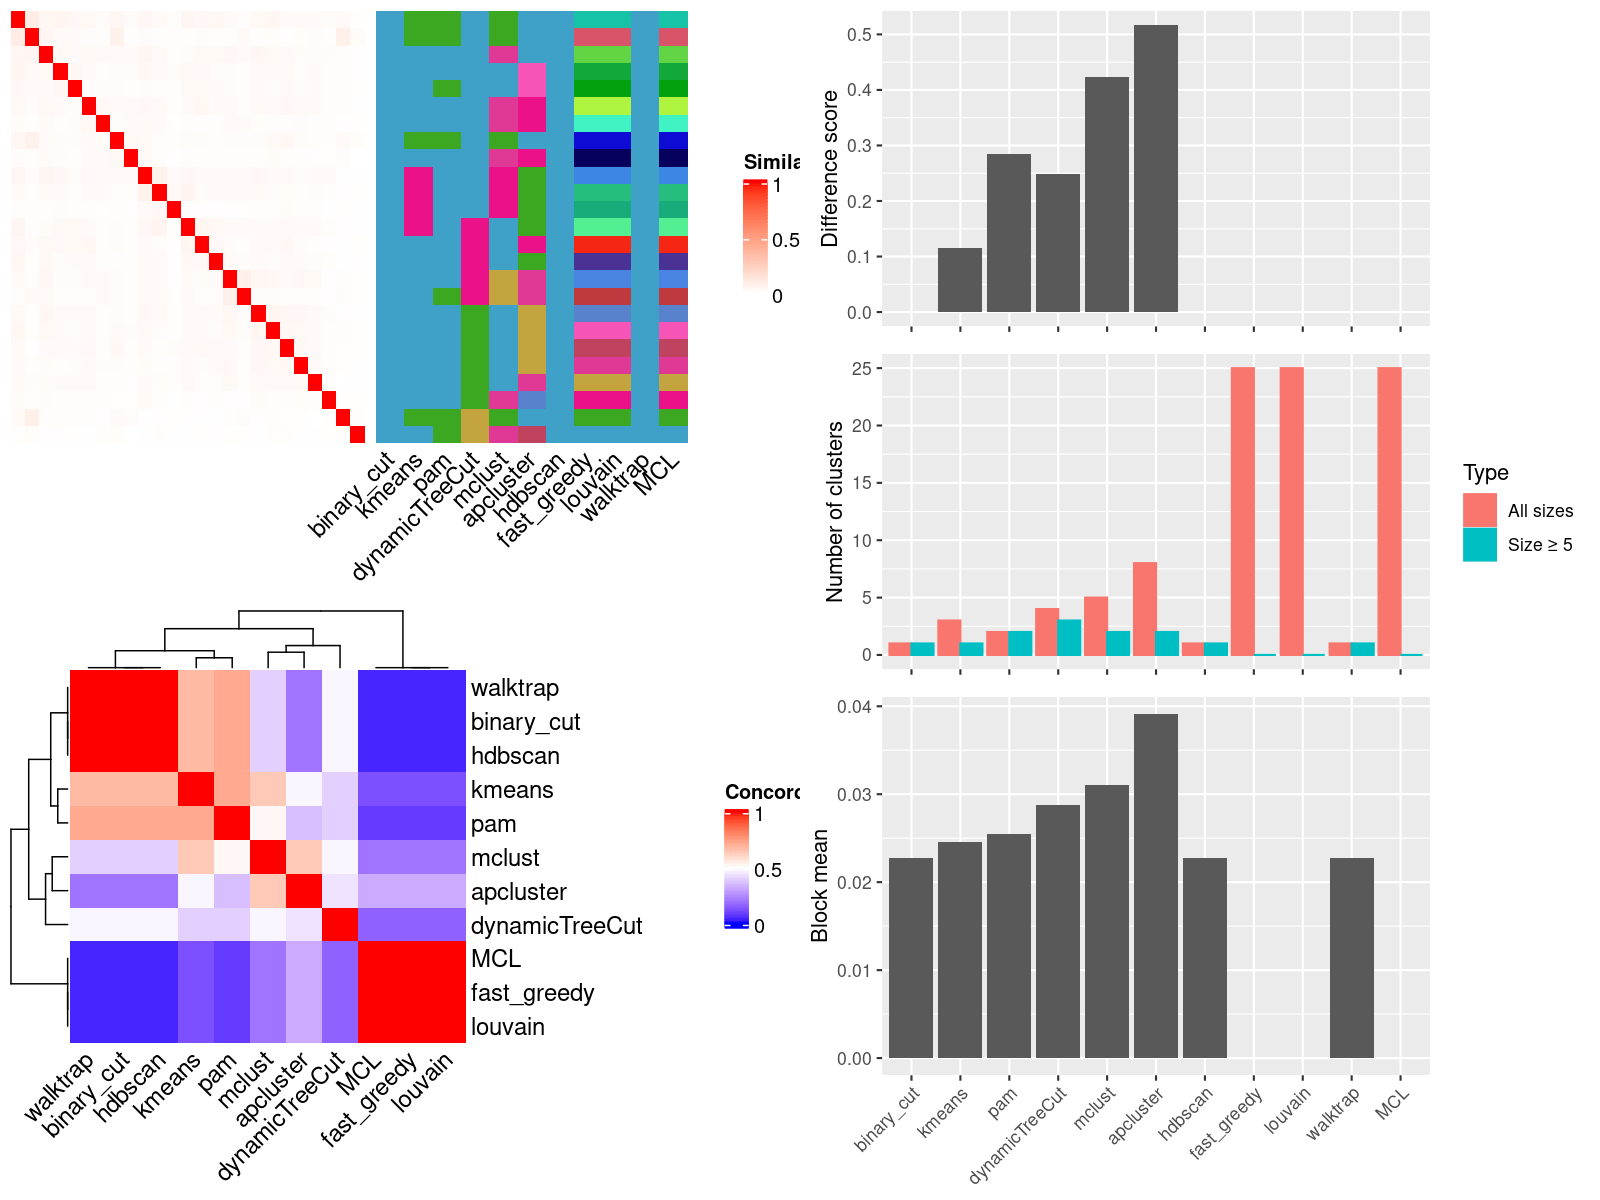 Simila
1
0.5
0
binary_cut
kmeans
pam
dynamicTreeCut
mclust
apcluster
hdbscan
fast_greedy
louvain
walktrap
MCL
walktrap
binary_cut
hdbscan
kmeans
pam
mclust
apcluster
dynamicTreeCut
MCL
fast_greedy
louvain
walktrap
binary_cut
hdbscan
kmeans
pam
mclust
apcluster
dynamicTreeCut
MCL
fast_greedy
louvain
Concord
1
0.5
0
Difference score
0.5
0.4
0.3
0.2
0.1
0.0
Number of clusters
25
20
15
10
5
0
Type
All sizes
Size ≥ 5
Block mean
0.04
0.03
0.02
0.01
0.00
binary_cut
kmeans
pam
dynamicTreeCut
mclust
apcluster
hdbscan
fast_greedy
louvain
walktrap
MCL